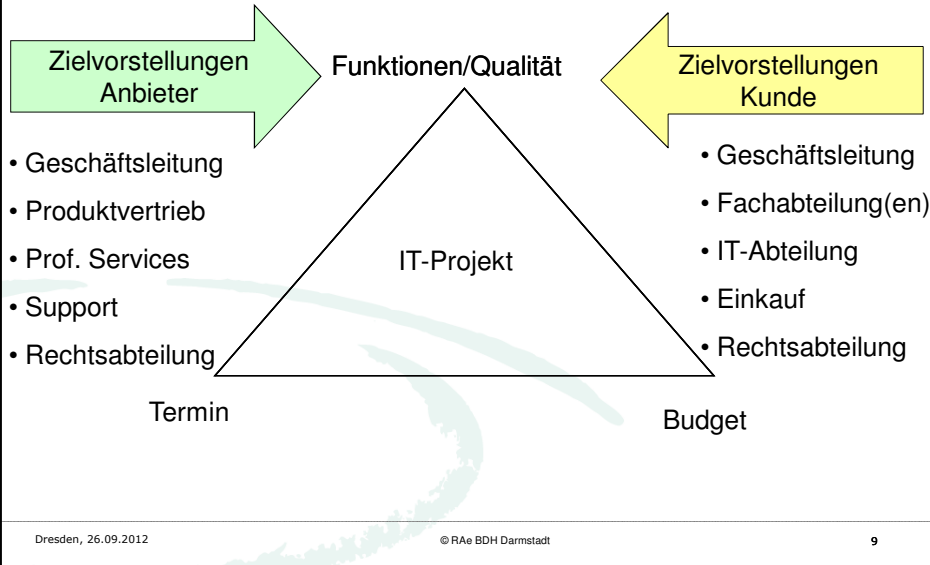 Zielvorstellungen
Anbieter
Funktionen/Qualität
Zielvorstellungen
Kunde
• Geschäftsleitung
• Produktvertrieb
• Prof. Services
• Support
• Rechtsabteilung
IT-Projekt
• Geschäftsleitung
• Fachabteilung(en)
• IT-Abteilung
• Einkauf
• Rechtsabteilung
Termin
Budget
Dresden, 26.09.2012
© RAe BDH Darmstadt
9